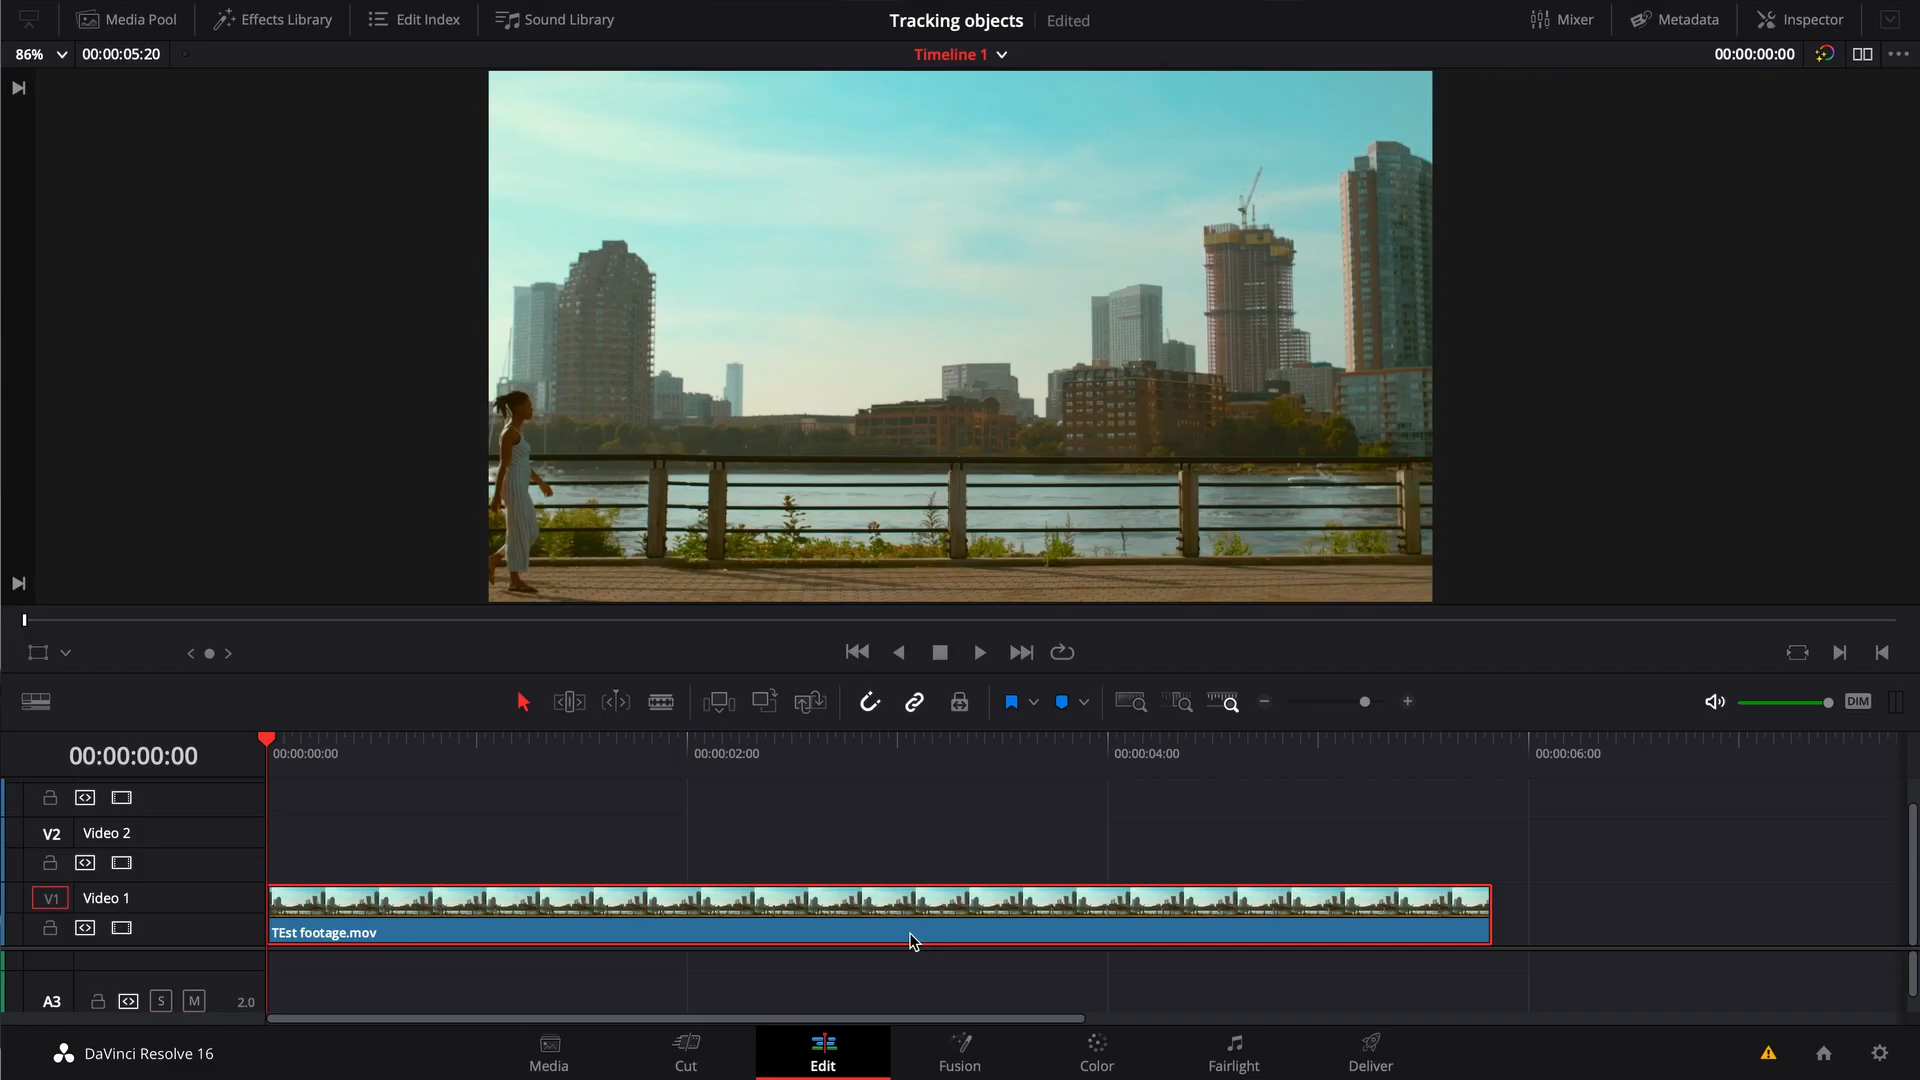 Media Pool Effects Library Edit Index Sound Library Tracking objects Edited Mixer Metadata Inspector
86% 00:00:05:20 Timeline 1 00:00:00:00
DIM
00:00:00:00 00:00:00:00 00:00:02:00 00:00:04:00 00:00:06:00
V2 Video 2
V1 Video 1
TEst footage.mov
A3 S M 2.0
DaVinci Resolve 16 Media Cut Edit Fusion Color Fairlight Deliver